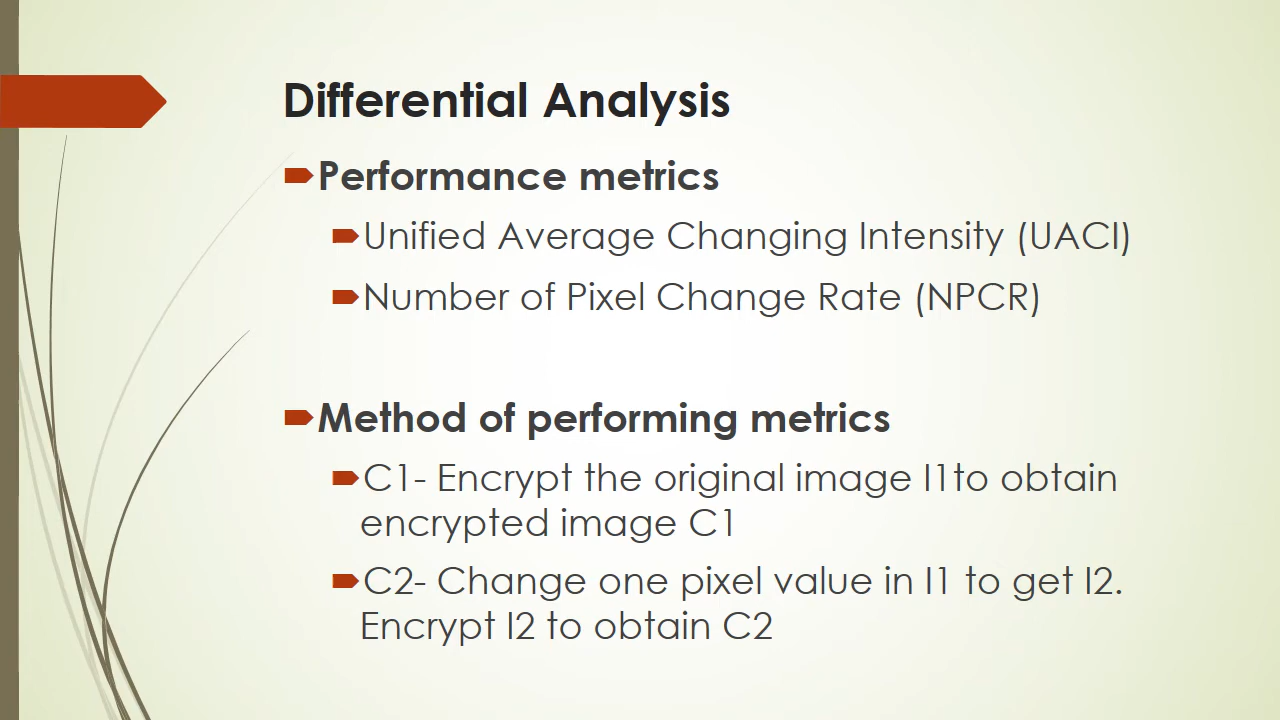 Differential Analysis
Performance metrics
Unified Average Changing Intensity (UACI)
Number of Pixel Change Rate (NPCR)
Method of performing metrics
C1- Encrypt the original image I1to obtain
encrypted image C1
C2- Change one pixel value in I1 to get I2.
Encrypt I2 to obtain C2